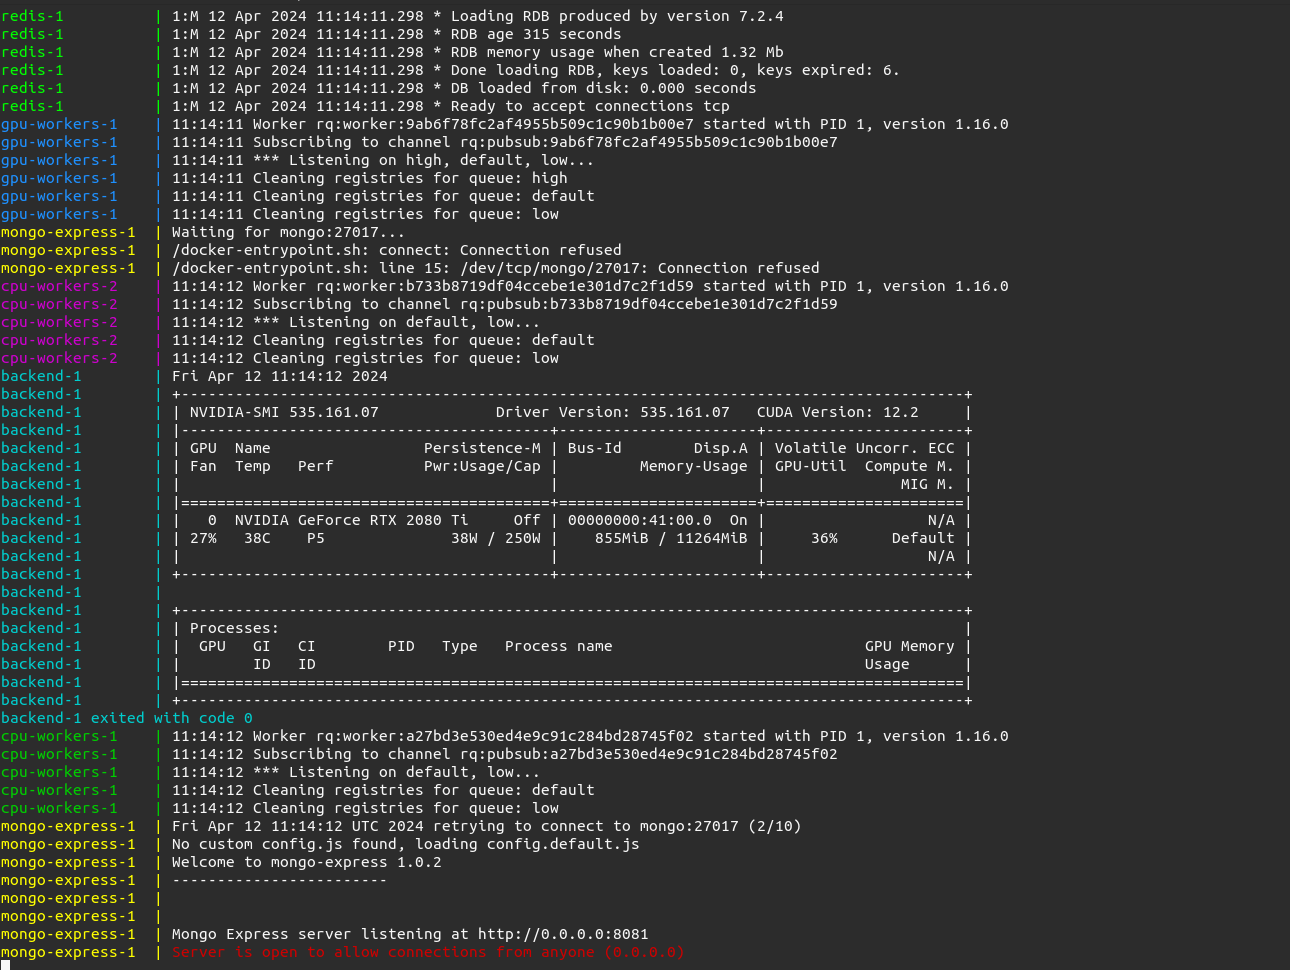 redis-1          | 1:M 12 Apr 2024 11:14:11.298 * Loading RDB produced by version 7.2.4
redis-1          | 1:M 12 Apr 2024 11:14:11.298 * RDB age 315 seconds
redis-1          | 1:M 12 Apr 2024 11:14:11.298 * RDB memory usage when created 1.32 Mb
redis-1          | 1:M 12 Apr 2024 11:14:11.298 * Done loading RDB, keys loaded: 0, keys expired: 6.
redis-1          | 1:M 12 Apr 2024 11:14:11.298 * DB loaded from disk: 0.000 seconds
redis-1          | 1:M 12 Apr 2024 11:14:11.298 * Ready to accept connections tcp
gpu-workers-1    | 11:14:11 Worker rq:worker:9ab6f78fc2af4955b509c1c90b1b00e7 started with PID 1, version 1.16.0
gpu-workers-1    | 11:14:11 Subscribing to channel rq:pubsub:9ab6f78fc2af4955b509c1c90b1b00e7
gpu-workers-1    | 11:14:11 *** Listening on high, default, low...
gpu-workers-1    | 11:14:11 Cleaning registries for queue: high
gpu-workers-1    | 11:14:11 Cleaning registries for queue: default
gpu-workers-1    | 11:14:11 Cleaning registries for queue: low
mongo-express-1  | Waiting for mongo:27017...
mongo-express-1  | /docker-entrypoint.sh: connect: Connection refused
mongo-express-1  | /docker-entrypoint.sh: line 15: /dev/tcp/mongo/27017: Connection refused
cpu-workers-2    | 11:14:12 Worker rq:worker:b733b8719df04ccebe1e301d7c2f1d59 started with PID 1, version 1.16.0
cpu-workers-2    | 11:14:12 Subscribing to channel rq:pubsub:b733b8719df04ccebe1e301d7c2f1d59
cpu-workers-2    | 11:14:12 *** Listening on default, low...
cpu-workers-2    | 11:14:12 Cleaning registries for queue: default
cpu-workers-2    | 11:14:12 Cleaning registries for queue: low
backend-1        | Fri Apr 12 11:14:12 2024
backend-1        | +---------------------------------------------------------------------------------------+
backend-1        | | NVIDIA-SMI 535.161.07             Driver Version: 535.161.07   CUDA Version: 12.2     |
backend-1        | |-----------------------------------------+----------------------+----------------------+
backend-1        | | GPU  Name                 Persistence-M | Bus-Id        Disp.A | Volatile Uncorr. ECC |
backend-1        | | Fan  Temp   Perf          Pwr:Usage/Cap |         Memory-Usage | GPU-Util  Compute M. |
backend-1        | |                                         |                      |               MIG M. |
backend-1        | |=========================================+======================+======================|
backend-1        | |   0  NVIDIA GeForce RTX 2080 Ti     Off | 00000000:41:00.0  On |                  N/A |
backend-1        | | 27%   38C    P5              38W / 250W |    855MiB / 11264MiB |     36%      Default |
backend-1        | |                                         |                      |                  N/A |
backend-1        | +-----------------------------------------+----------------------+----------------------+
backend-1        |
backend-1        | +---------------------------------------------------------------------------------------+
backend-1        | | Processes:                                                                            |
backend-1        | |  GPU   GI   CI        PID   Type   Process name                            GPU Memory |
backend-1        | |        ID   ID                                                             Usage      |
backend-1        | |=======================================================================================|
backend-1        | +---------------------------------------------------------------------------------------+
backend-1 exited with code 0
cpu-workers-1    | 11:14:12 Worker rq:worker:a27bd3e530ed4e9c91c284bd28745f02 started with PID 1, version 1.16.0
cpu-workers-1    | 11:14:12 Subscribing to channel rq:pubsub:a27bd3e530ed4e9c91c284bd28745f02
cpu-workers-1    | 11:14:12 *** Listening on default, low...
cpu-workers-1    | 11:14:12 Cleaning registries for queue: default
cpu-workers-1    | 11:14:12 Cleaning registries for queue: low
mongo-express-1  | Fri Apr 12 11:14:12 UTC 2024 retrying to connect to mongo:27017 (2/10)
mongo-express-1  | No custom config.js found, loading config.default.js
mongo-express-1  | Welcome to mongo-express 1.0.2
mongo-express-1  | ------------------------
mongo-express-1  |
mongo-express-1  |
mongo-express-1  | Mongo Express server listening at http://0.0.0.0:8081
mongo-express-1  | Server is open to allow connections from anyone (0.0.0.0)